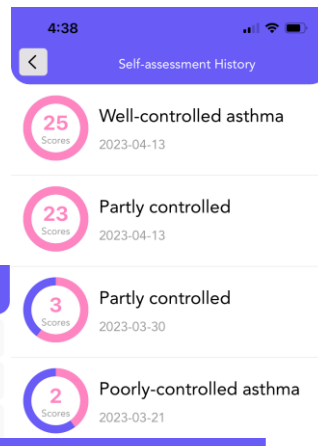 4:38
Self-assessment History
25
Scores
Well-controlled asthma
2023-04-13
23
Scores
Partly controlled
2023-04-13
3
Scores
Partly controlled
2023-03-30
2
Scores
Poorly-controlled asthma
2023-03-21